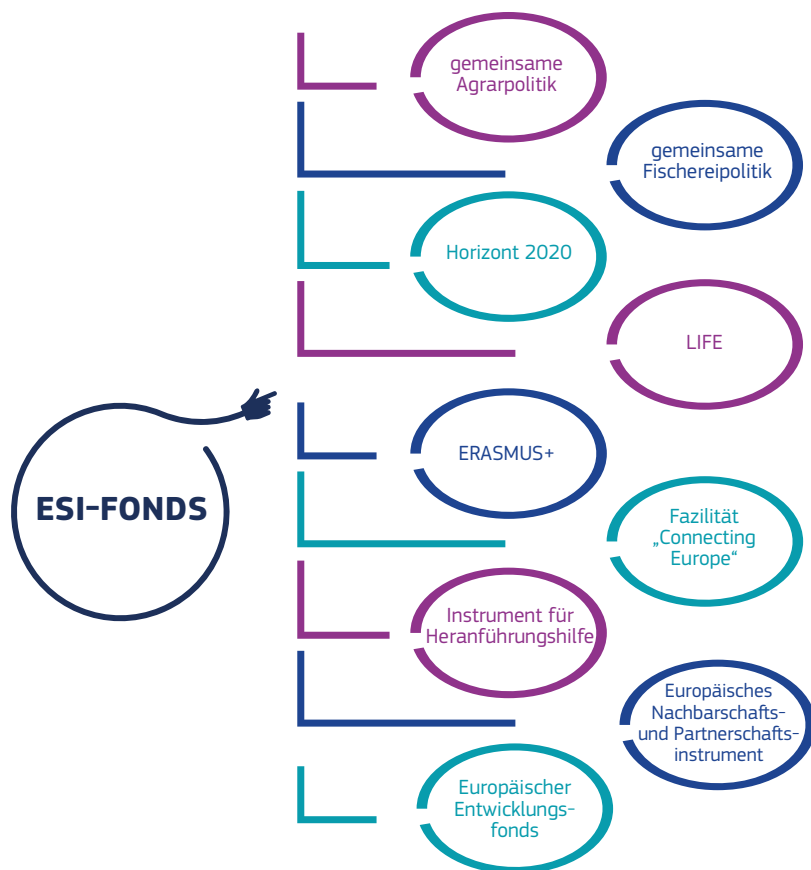 gemeinsame
Agrarpolitik
gemeinsame
Fischereipolitik
Horizont 2020
LIFE
ERASMUS+
ESI-FONDS
Fazilität
„Connecting
Europe“
Instrument für
Heranführungshilfe
Europäisches
Nachbarschafts-
und Partnerschafts-
instrument
Europäischer
Entwicklungs-
fonds